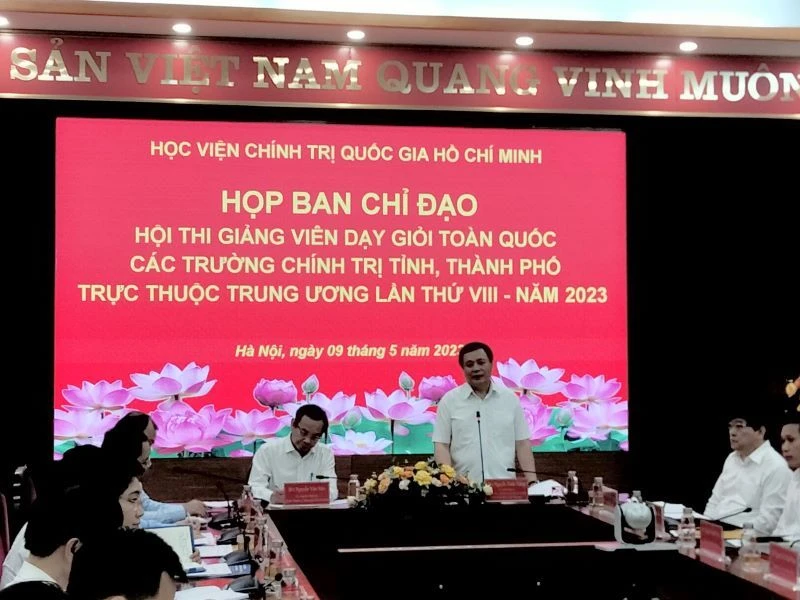 SẢN VIỆT NAM QUANG VINH MUÔN
HỌC VIỆN CHÍNH TRỊ QUỐC GIA HỒ CHÍ MINH
HỌP BAN CHỈ ĐẠO
HỘI THI GIẢNG VIÊN DẠY GIỎI TOÀN QUỐC
CÁC TRƯỜNG CHÍNH TRỊ TỈNH, THÀNH PHỐ
TRỰC THUỘC TRUNG ƯƠNG LẦN THỨ VIII - NĂM 2023
Hà Nội, ngày 09 tháng 5 năm 202